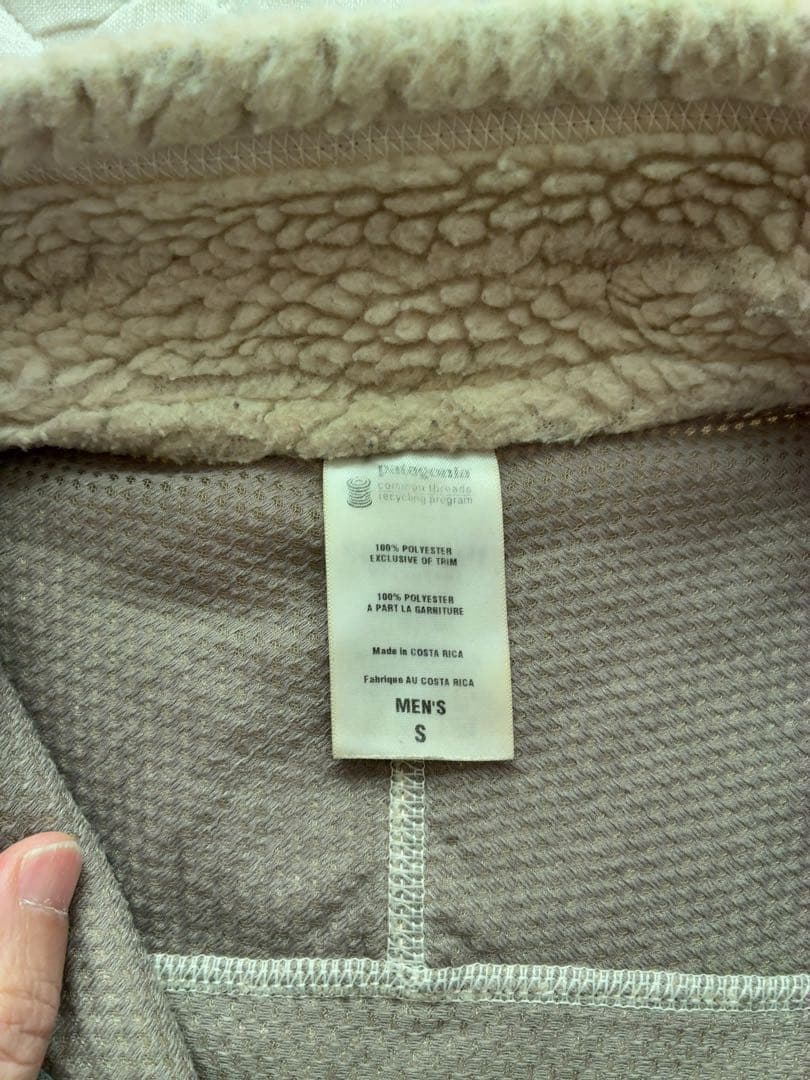 patagonia
common threads
recycling program
100% POLYESTER
EXCLUSIVE OF TRIM
100% POLYESTER
A PART LA GARNITURE
Made in COSTA RICA
Fabrique AU COSTA RICA
MEN'S
S